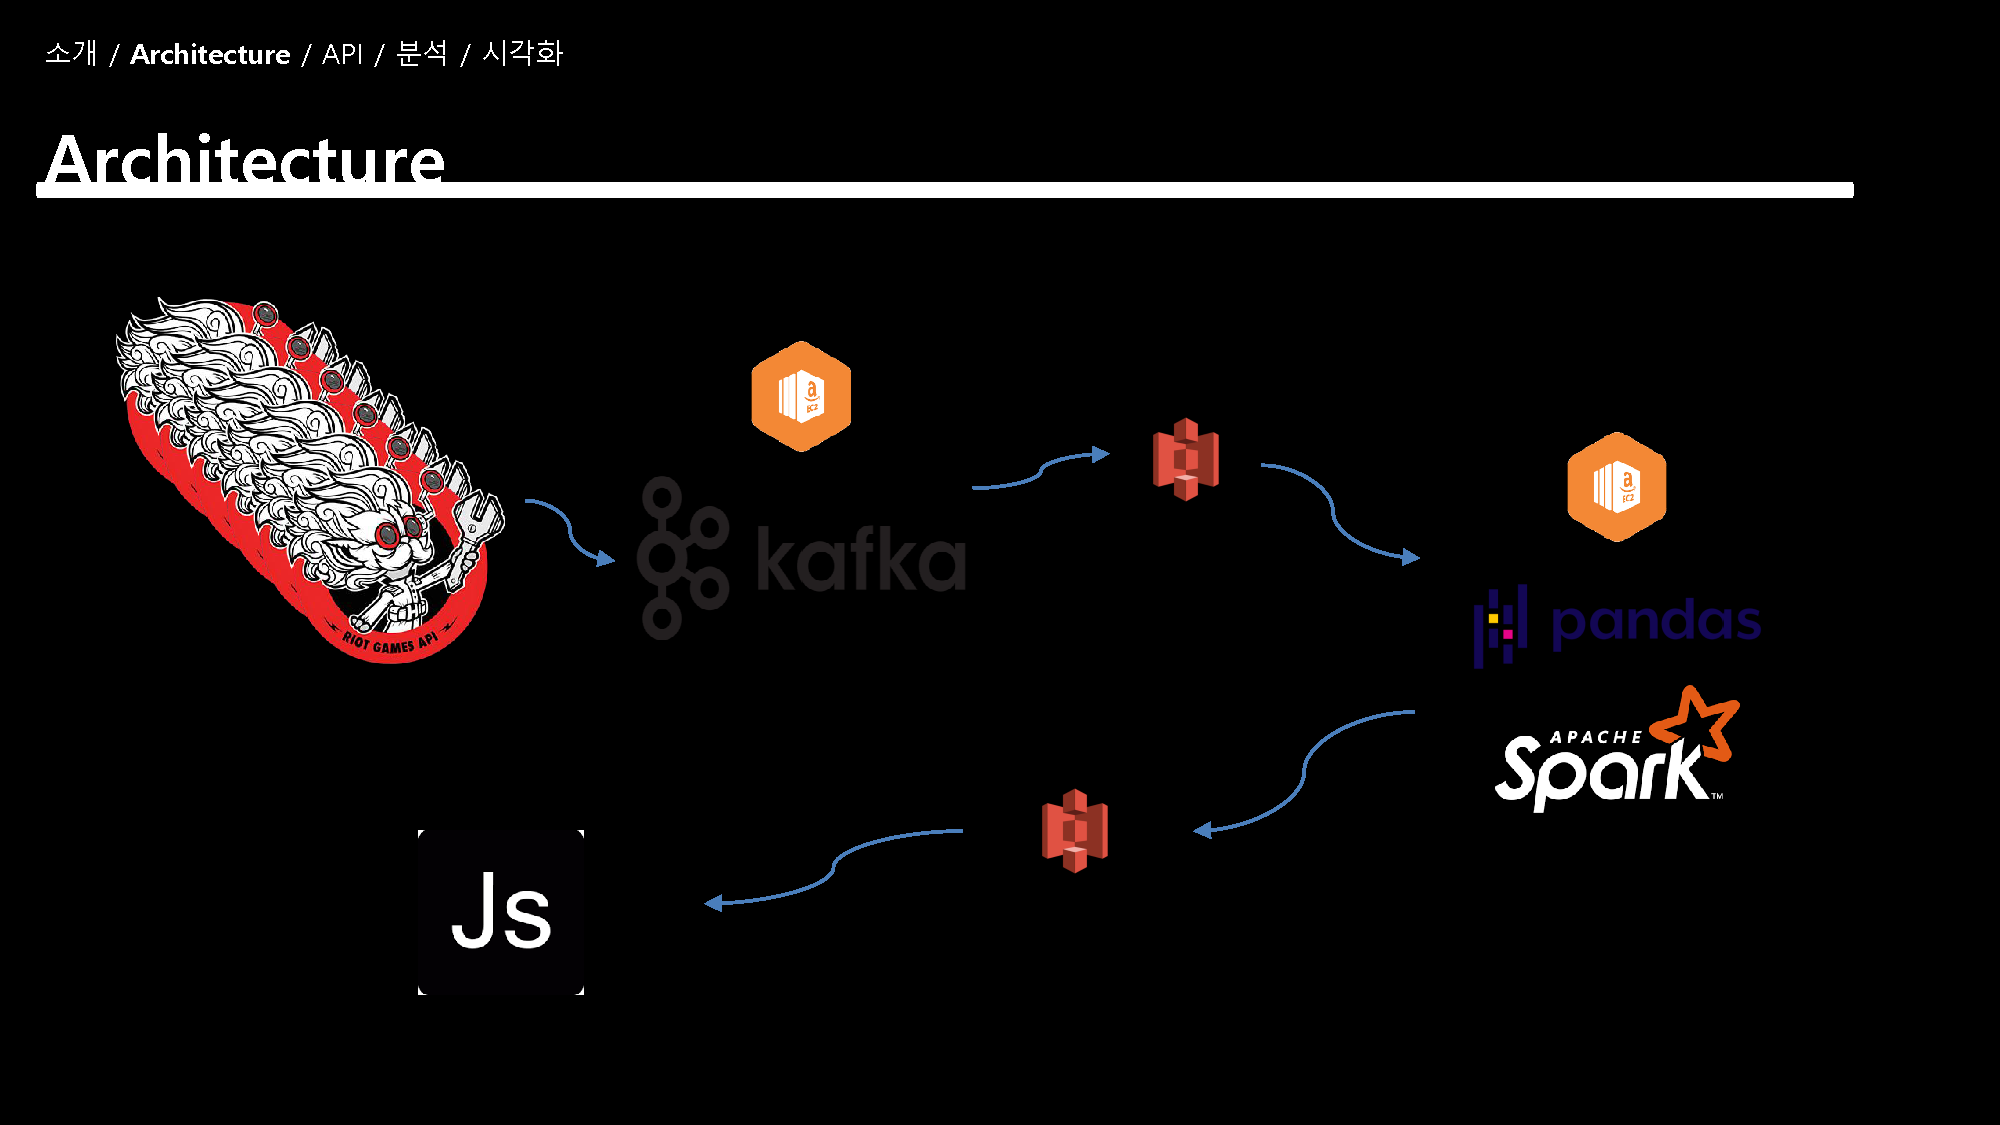 소개 / Architecture / API / 분석 / 시각화
Architecture
RIOT GAMES API
a
EC2
kafka
a
EC2
pandas
APACHE
Spark™
Js